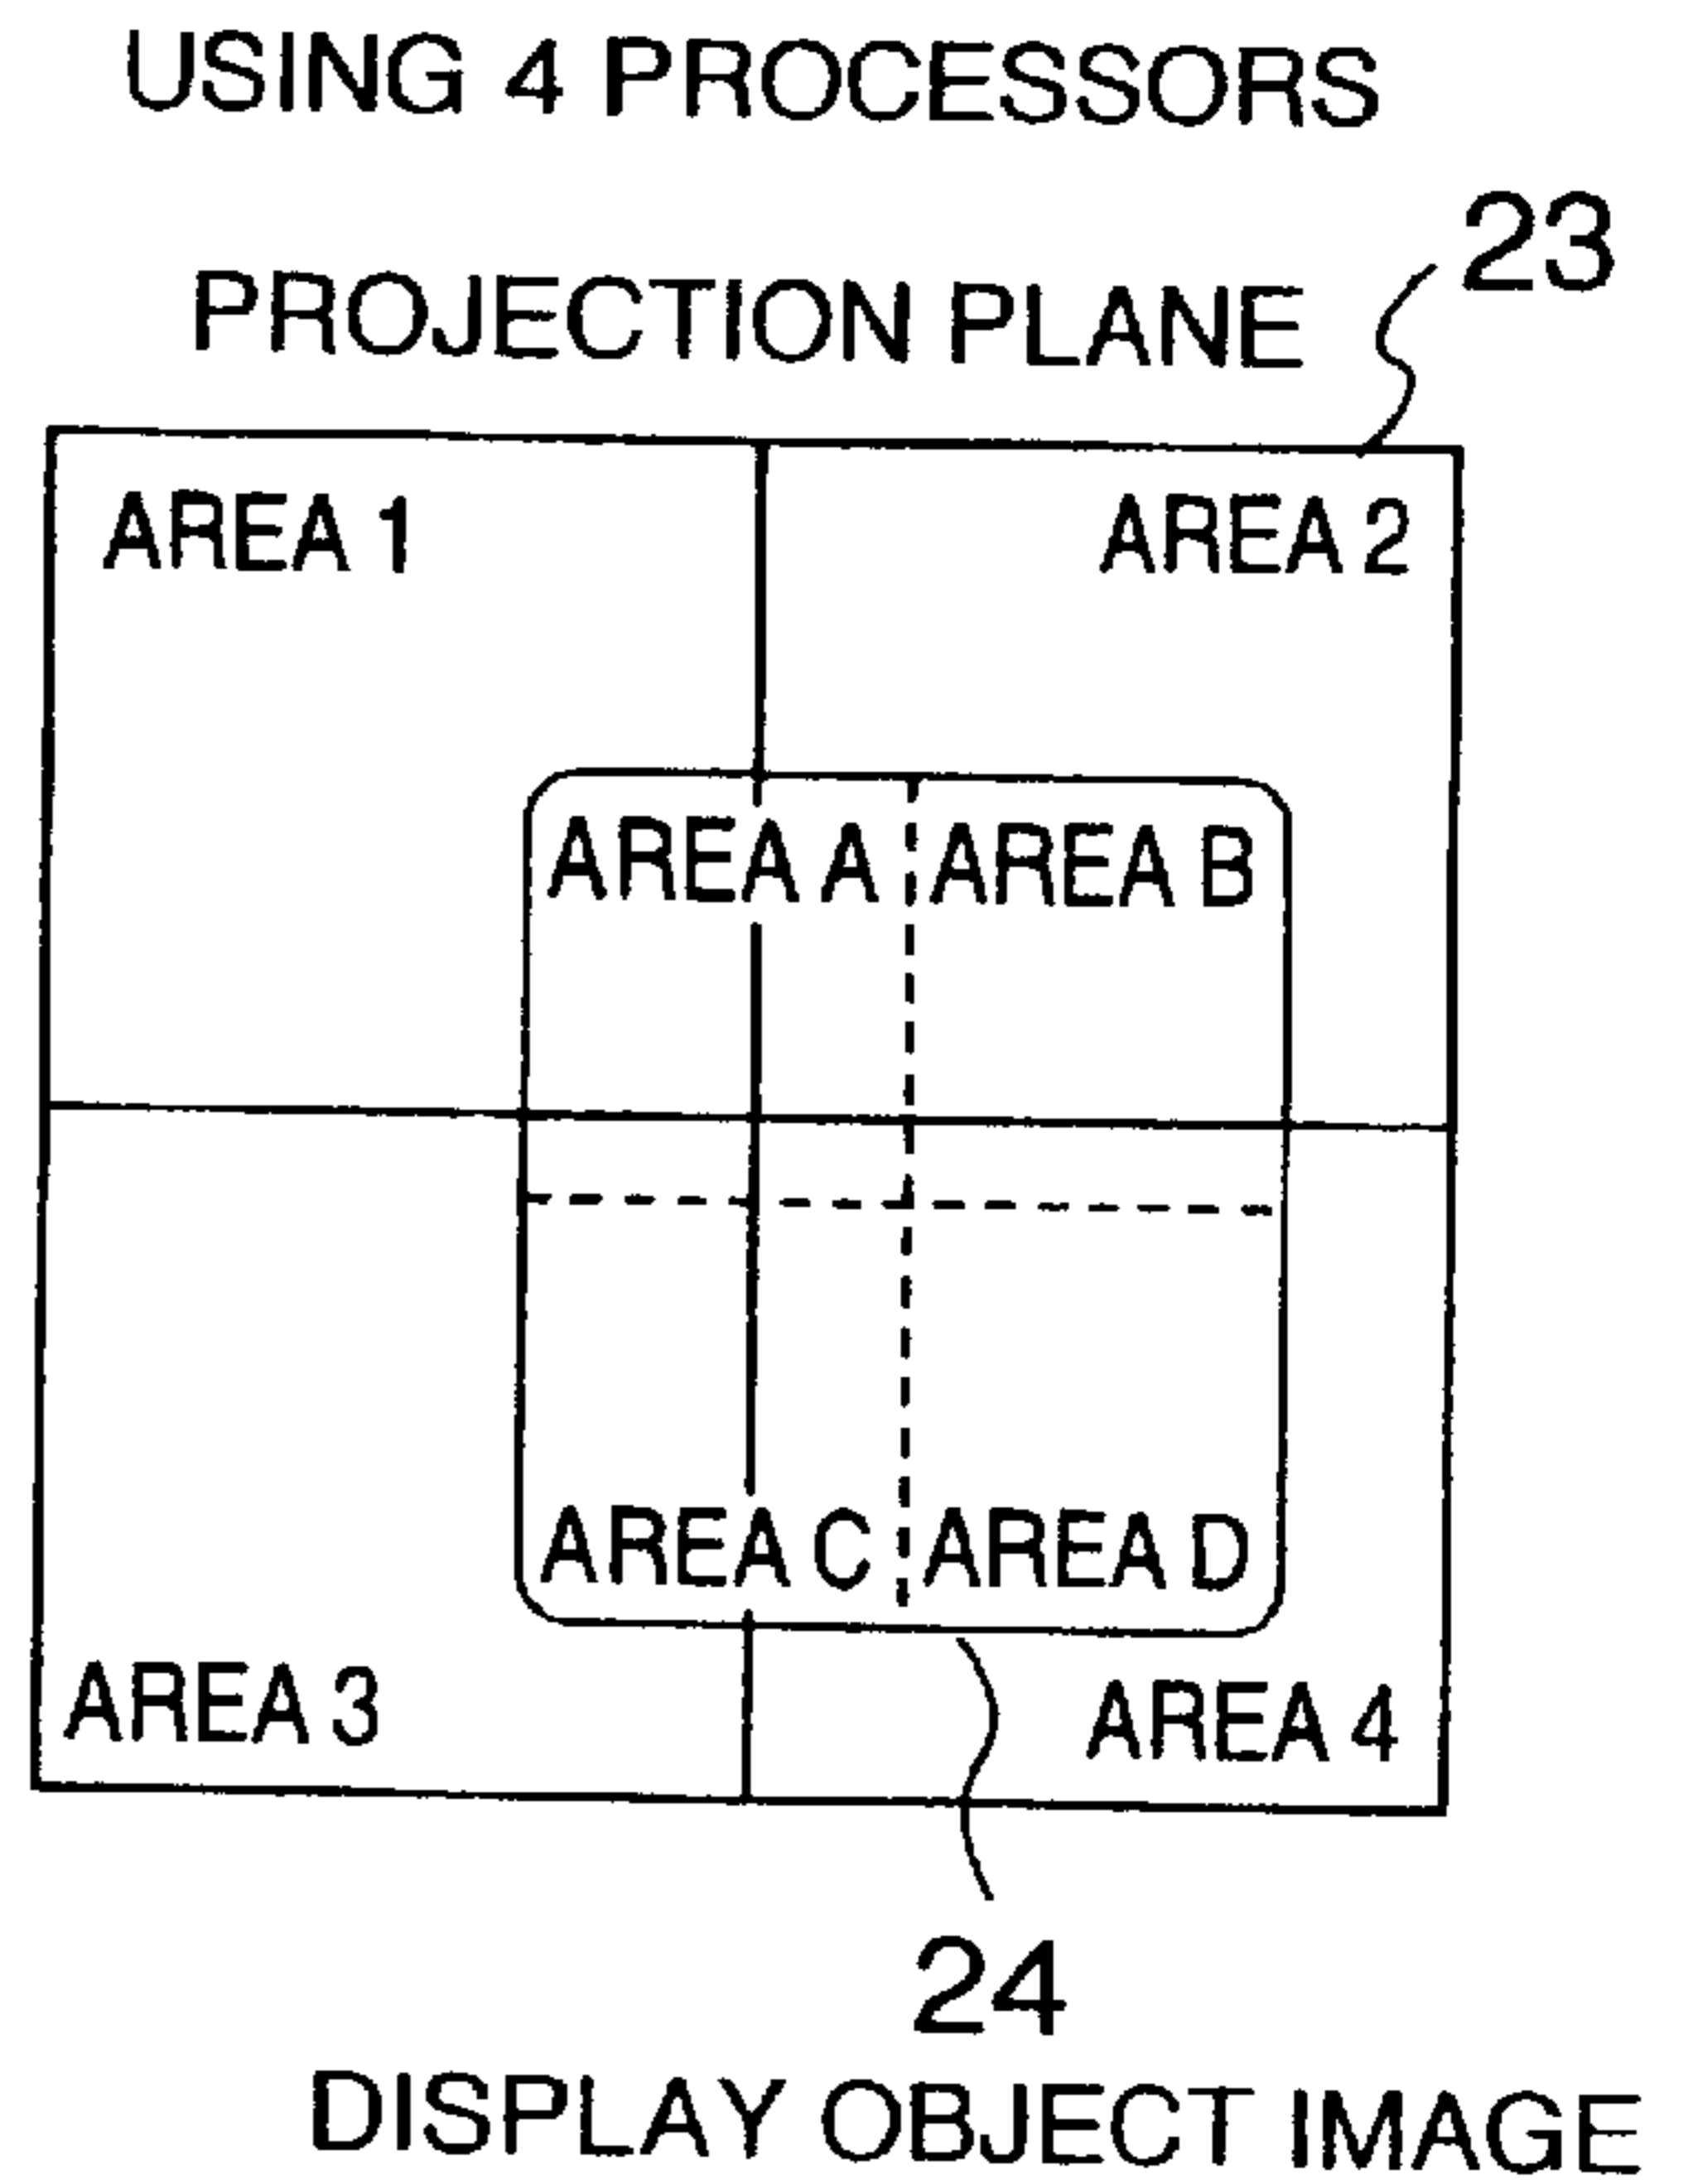 USING 4 PROCESSORS
23
PROJECTION PLANE
AREA 1
AREA 2
AREA A
AREA B
AREA C
AREA D
AREA 3
AREA 4
24
DISPLAY OBJECT IMAGE